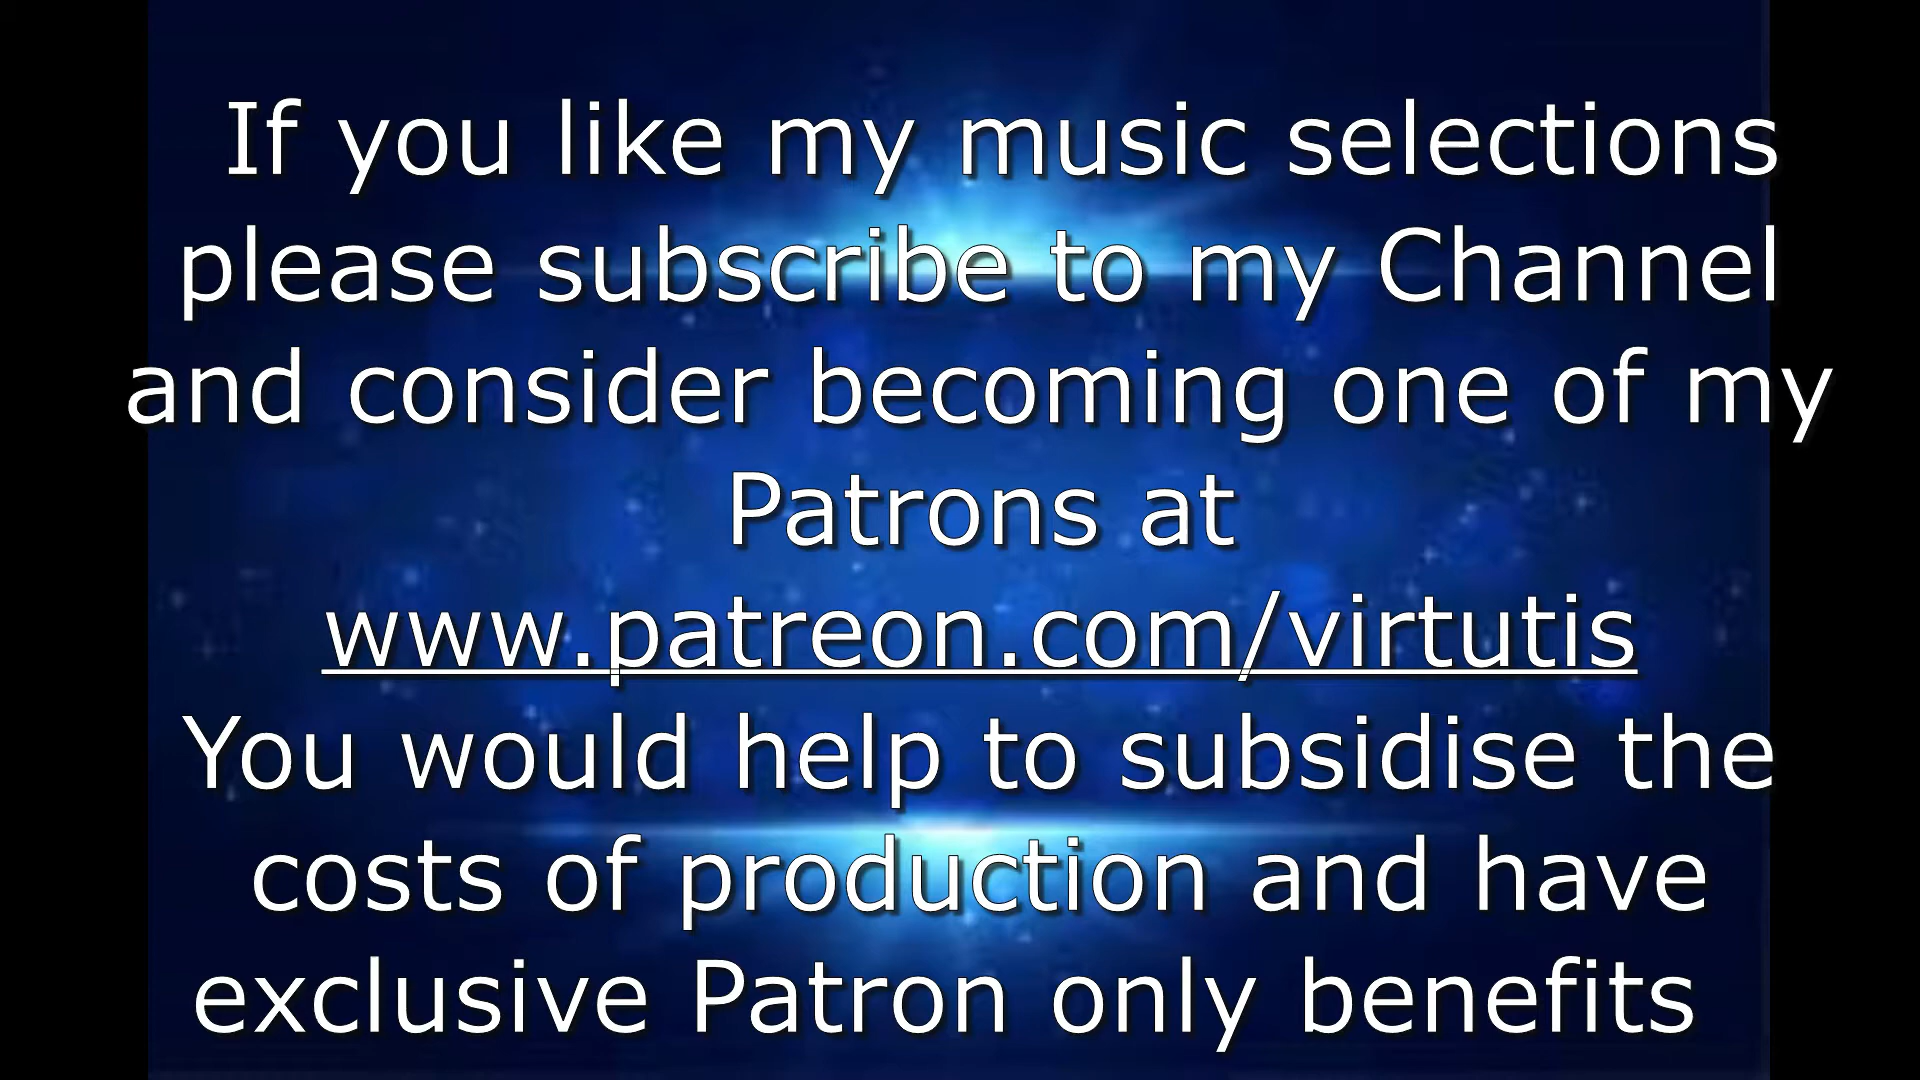 If you like my music selections
please subscribe to my Channel
and consider becoming one of my
Patrons at
www.patreon.com/virtutis
You would help to subsidise the
costs of production and have
exclusive Patron only benefits